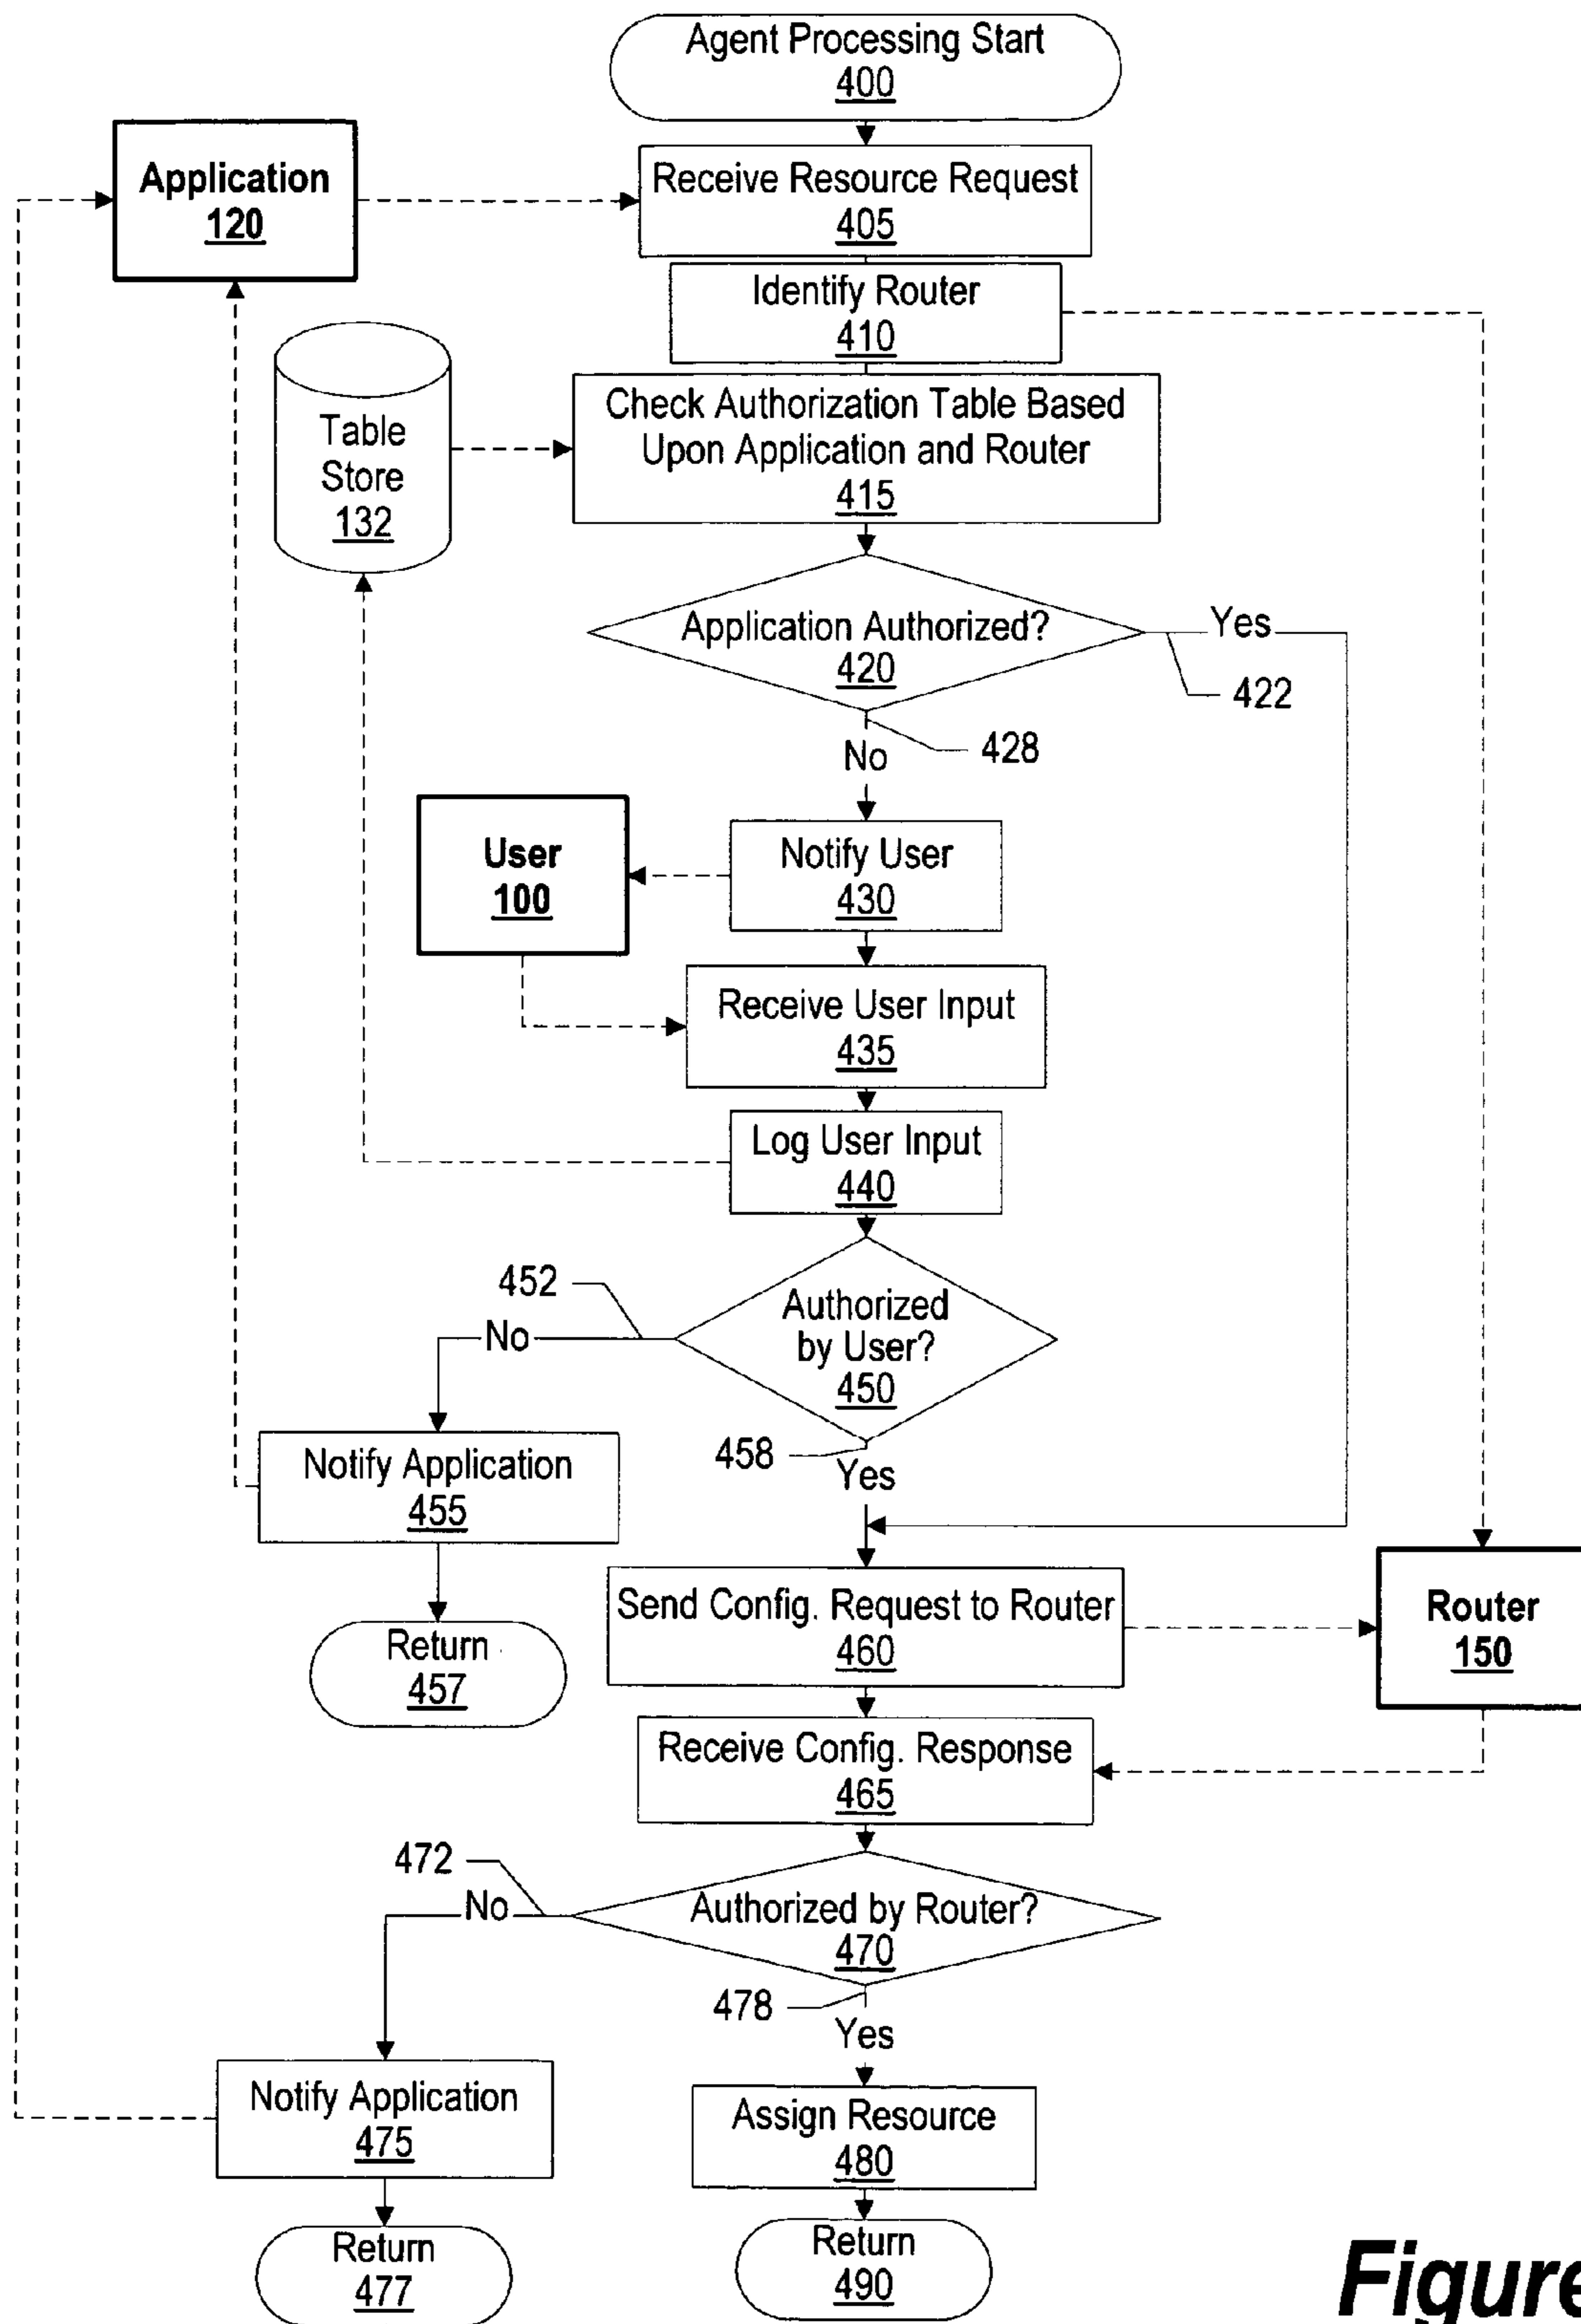 Agent Processing Start
400
Application
120
Receive Resource Request
405
Identify Router
410
Table
Store
132
Check Authorization Table Based
Upon Application and Router
415
Application Authorized?
420
Yes
422
428
No
User
100
Notify User
430
Receive User Input
435
Log User Input
440
452
No
Authorized
by User?
450
458
Yes
Notify Application
455
Return
457
Send Config. Request to Router
460
Router
150
Receive Config. Response
465
472
No
Authorized by Router?
470
478
Yes
Notify Application
475
Assign Resource
480
Return
477
Return
490
Figure